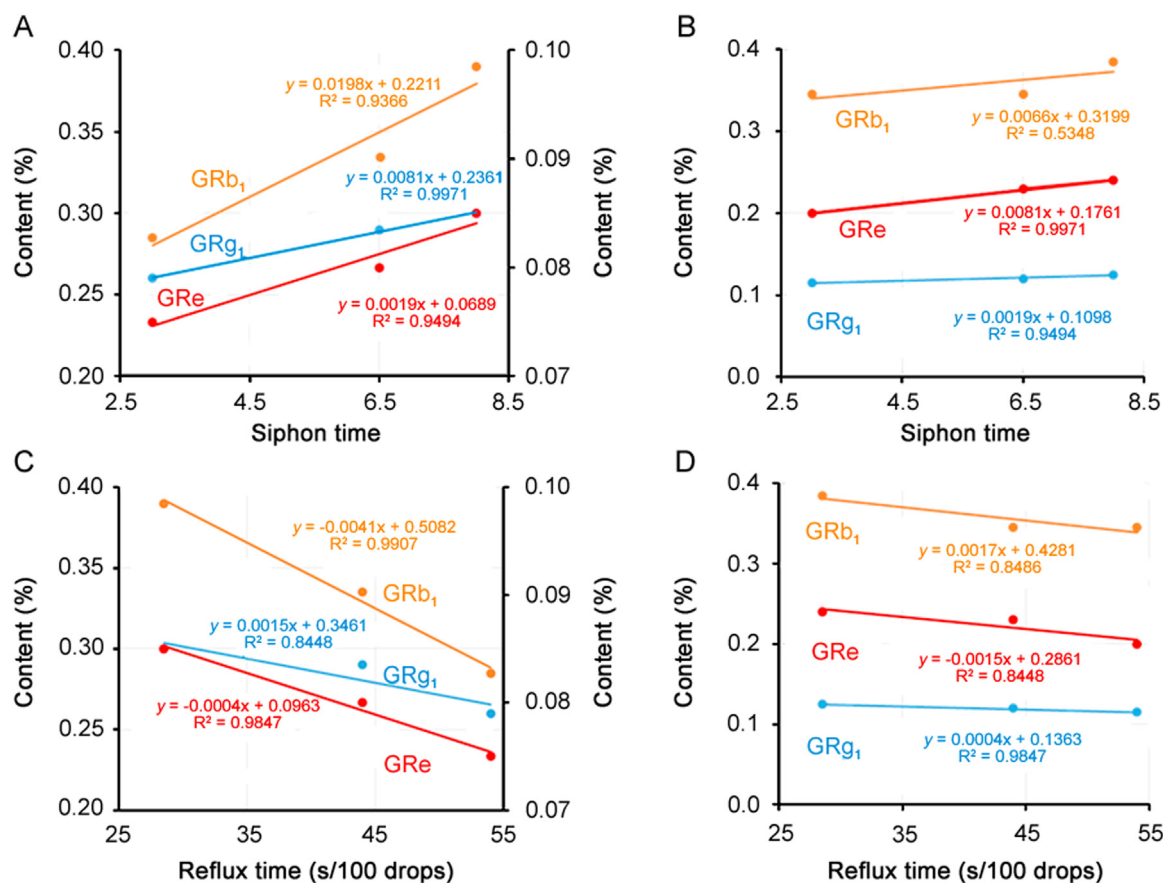 A
0.40
0.35
0.30
0.25
0.20
Content (%)
0.10
0.09
0.08
0.07
Content (%)
y = 0.0198x + 0.2211
R² = 0.9366
GRb₁
y = 0.0081x + 0.2361
R² = 0.9971
GRg₁
GRe
y = 0.0019x + 0.0689
R² = 0.9494
2.5 4.5 6.5 8.5
Siphon time
B
0.4
0.3
0.2
0.1
0.0
Content (%)
GRb₁
y = 0.0066x + 0.3199
R² = 0.5348
GRe
y = 0.0081x + 0.1761
R² = 0.9971
GRg₁
y = 0.0019x + 0.1098
R² = 0.9494
2.5 4.5 6.5 8.5
Siphon time
C
0.40
0.35
0.30
0.25
0.20
Content (%)
0.10
0.09
0.08
0.07
Content (%)
y = -0.0041x + 0.5082
R² = 0.9907
GRb₁
y = 0.0015x + 0.3461
R² = 0.8448
GRg₁
y = -0.0004x + 0.0963
R² = 0.9847
GRe
25 35 45 55
Reflux time (s/100 drops)
D
0.4
0.3
0.2
0.1
0.0
Content (%)
GRb₁
y = 0.0017x + 0.4281
R² = 0.8486
GRe
y = -0.0015x + 0.2861
R² = 0.8448
GRg₁
y = 0.0004x + 0.1363
R² = 0.9847
25 35 45 55
Reflux time (s/100 drops)